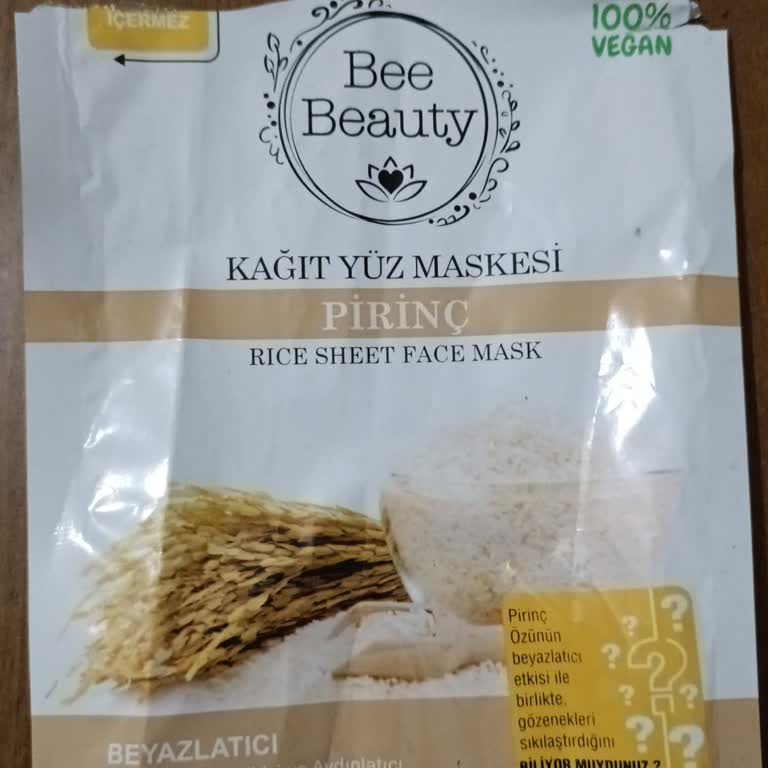 İÇERMEZ
100%
VEGAN
Bee
Beauty
KAĞIT YÜZ MASKESİ
PİRİNÇ
RICE SHEET FACE MASK
Pirinç
Özünün
beyazlatıcı
etkisi ile
birlikte,
gözenekleri
sıkılaştırdığını
BİLİYOR MUYDUNUZ ?
BEYAZLATICI
Aydınlatıcı